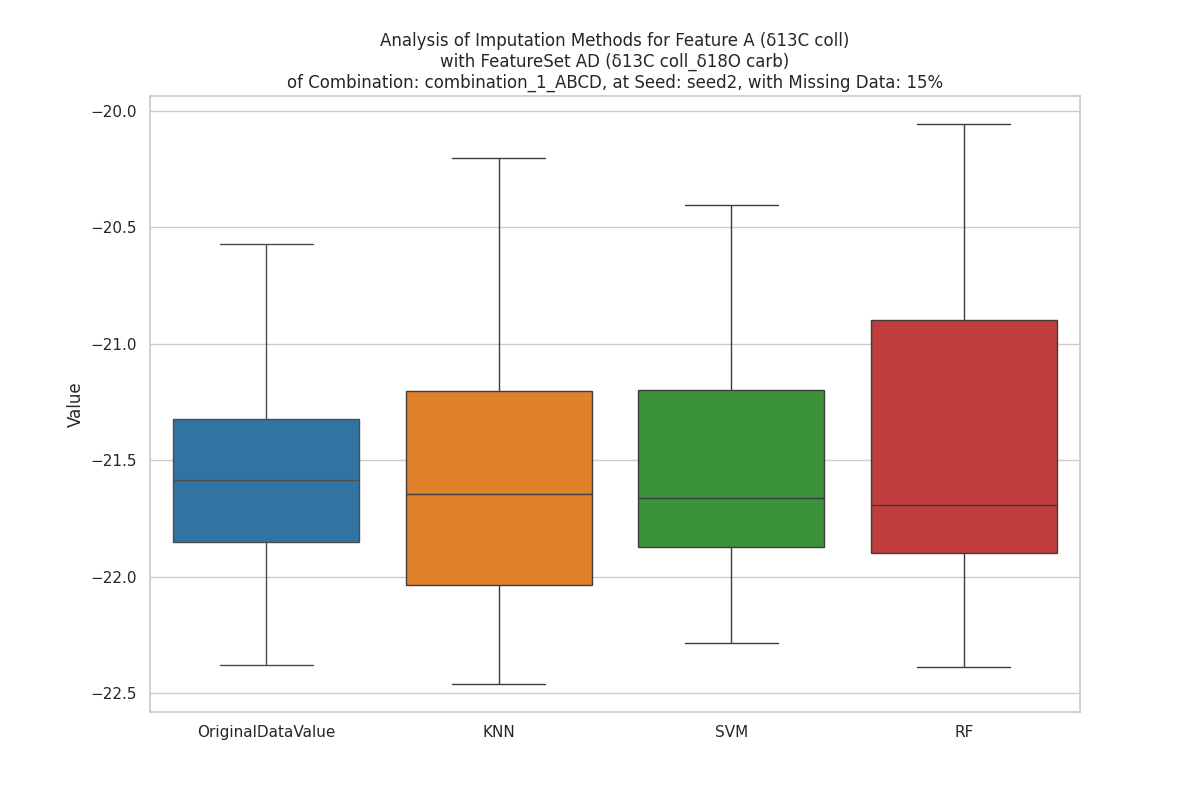 Analysis of Imputation Methods for Feature A (δ13C coll)
with FeatureSet AD (δ13C coll_δ18O carb)
of Combination: combination_1_ABCD, at Seed: seed2, with Missing Data: 15%
−20.0
−20.5
−21.0
−21.5
−22.0
−22.5
Value
OriginalDataValue
KNN
SVM
RF